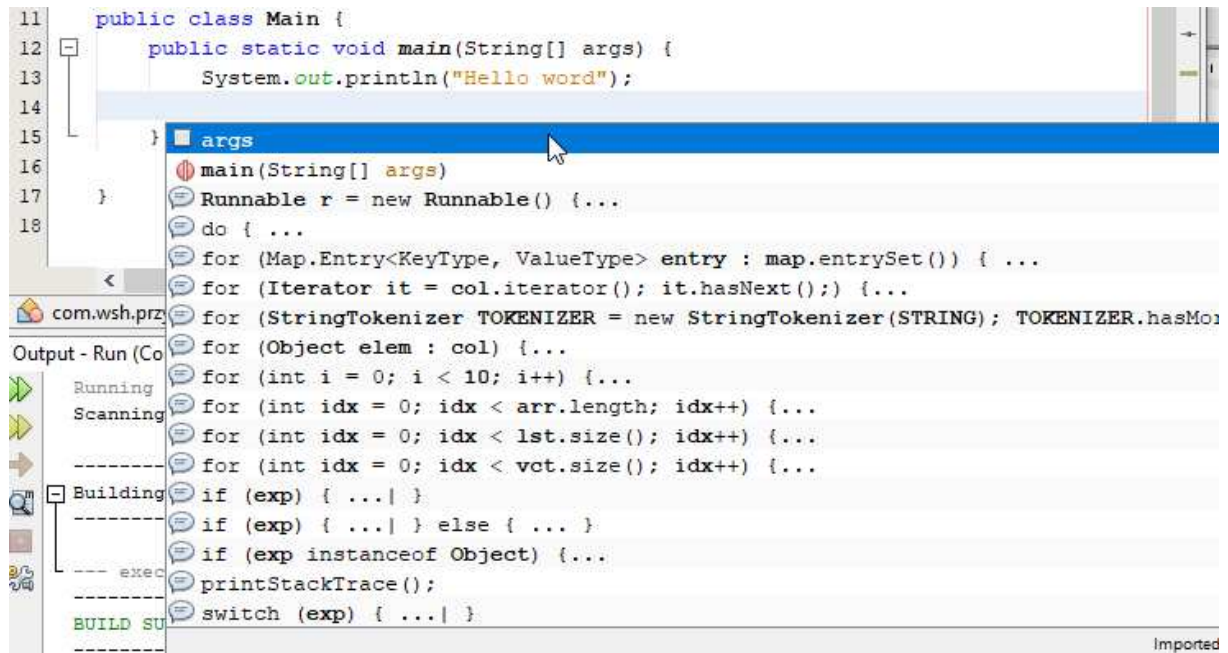 11 public class Main {
12 public static void main(String[] args) {
13 System.out.println("Hello word");
14
15 }
16
17 }
18
args
main(String[] args)
Runnable r = new Runnable() {...
do { ...
for (Map.Entry<KeyType, ValueType> entry : map.entrySet()) { ...
for (Iterator it = col.iterator(); it.hasNext();) {...
for (StringTokenizer TOKENIZER = new StringTokenizer(STRING); TOKENIZER.hasMor
for (Object elem : col) {...
for (int i = 0; i < 10; i++) {...
for (int idx = 0; idx < arr.length; idx++) {...
for (int idx = 0; idx < lst.size(); idx++) {...
for (int idx = 0; idx < vct.size(); idx++) {...
if (exp) { ...| }
if (exp) { ...| } else { ... }
if (exp instanceof Object) {...
printStackTrace();
switch (exp) { ...| }
Imported
com.wsh.przy
Output - Run (Co
Running
Scanning
--------
Building
--------
--- exec
--------
BUILD SU
--------